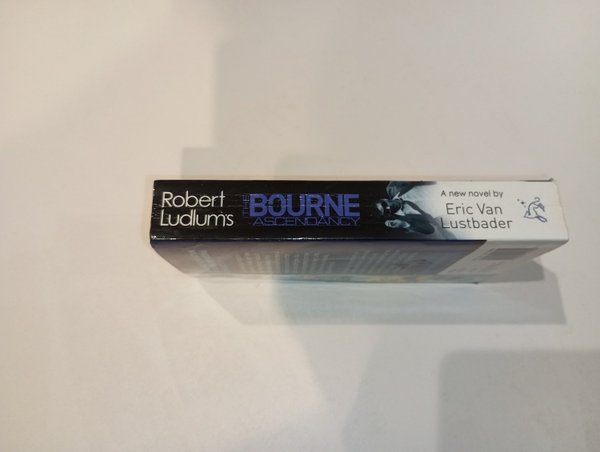 Robert
Ludlum's
THE
BOURNE
ASCENDANCY
A new novel by
Eric Van
Lustbader